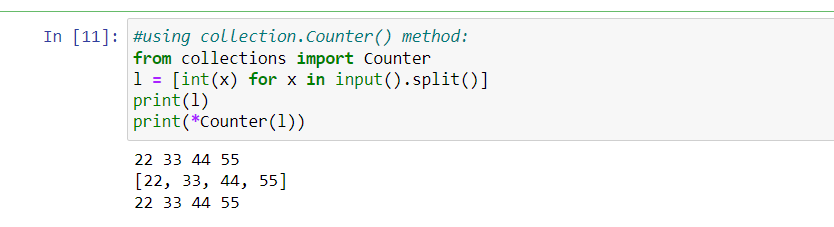 In [11]: #using collection.Counter() method:
from collections import Counter
l = [int(x) for x in input().split()]
print(l)
print(*Counter(l))
22 33 44 55
[22, 33, 44, 55]
22 33 44 55